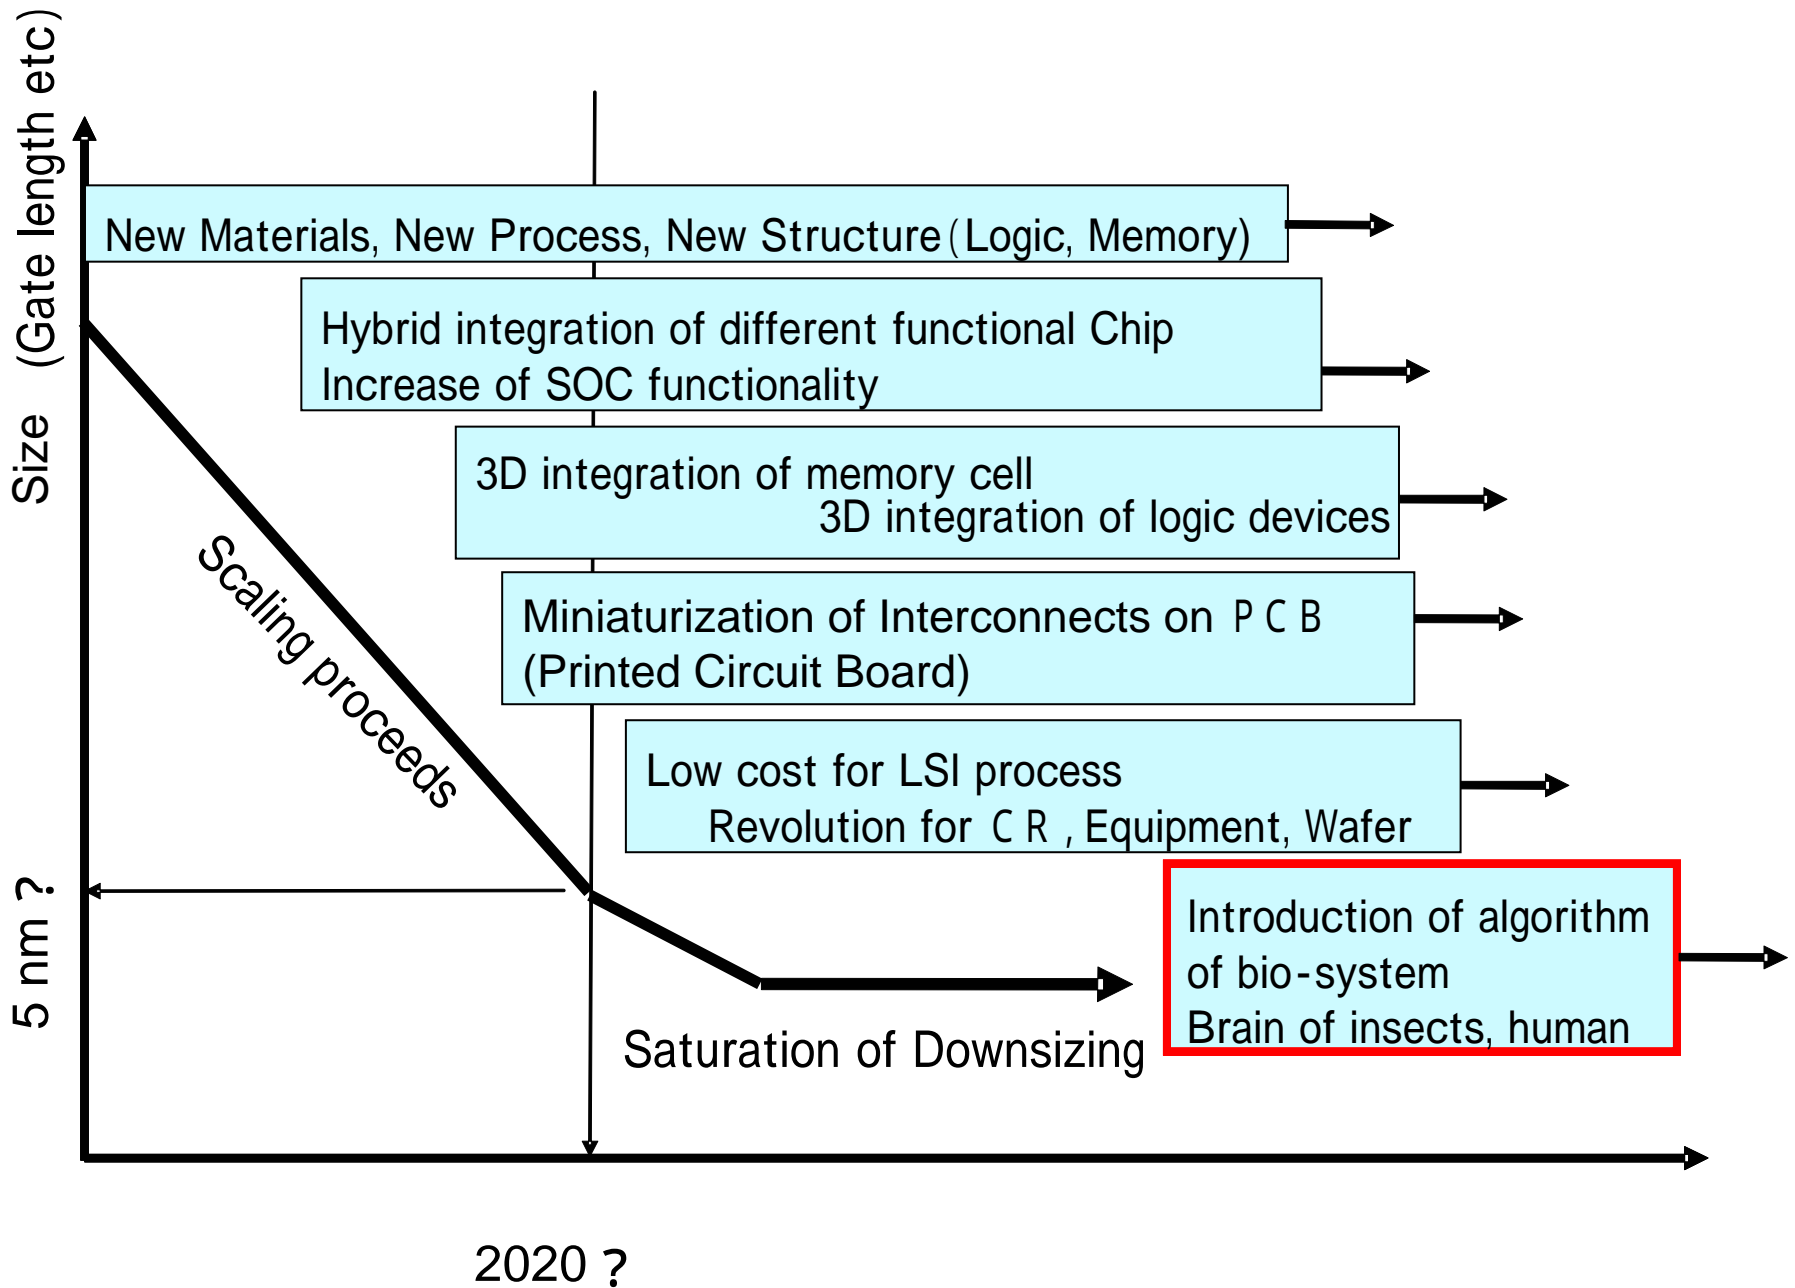 Size (Gate length etc)
New Materials, New Process, New Structure(Logic, Memory)
Hybrid integration of different functional Chip
Increase of SOC functionality
3D integration of memory cell
3D integration of logic devices
Miniaturization of Interconnects on PCB
(Printed Circuit Board)
Scaling proceeds
Low cost for LSI process
Revolution for CR, Equipment, Wafer
5 nm ?
Introduction of algorithm
of bio-system
Brain of insects, human
Saturation of Downsizing
2020 ?